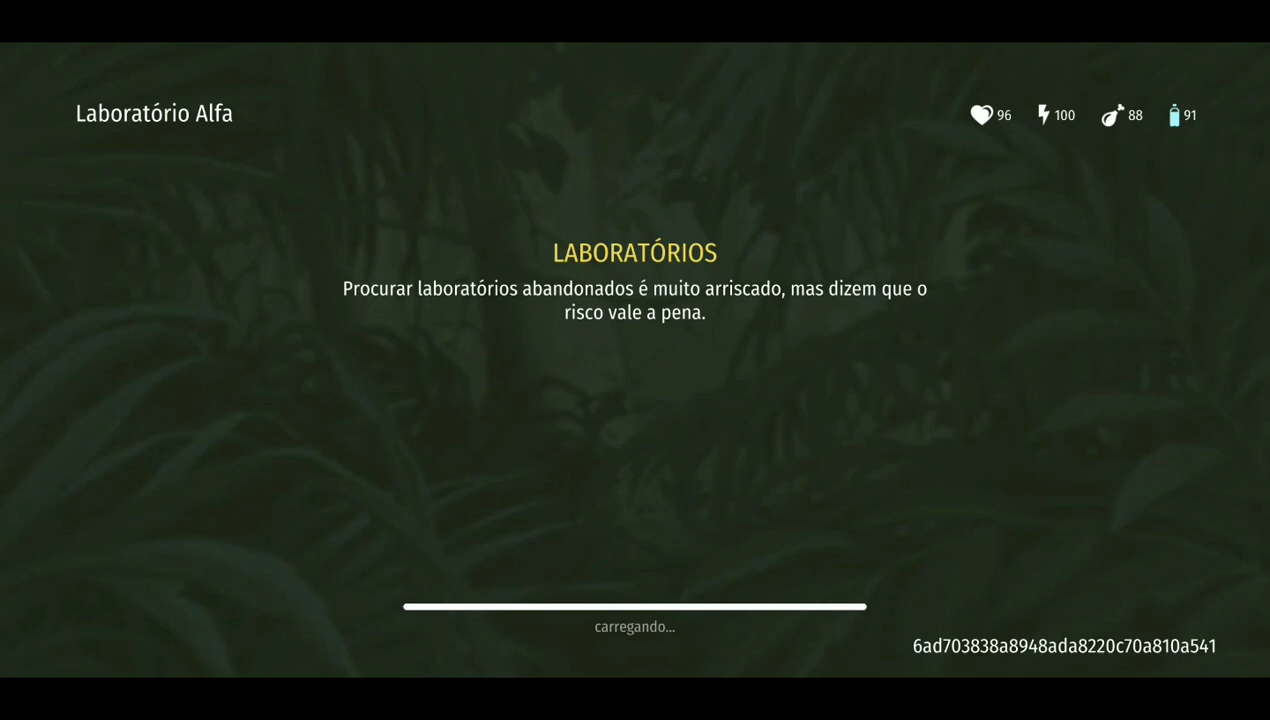 Laboratório Alfa
96 100 88 91
LABORATÓRIOS
Procurar laboratórios abandonados é muito arriscado, mas dizem que o
risco vale a pena.
carregando...
6ad703838a8948ada8220c70a810a541